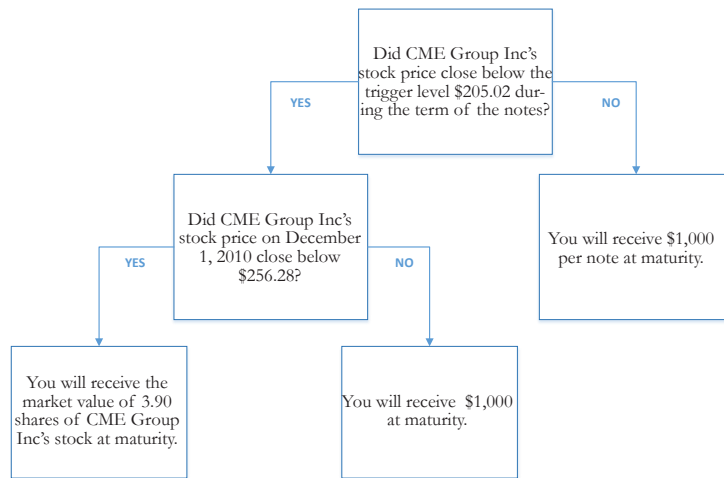 Did CME Group Inc's
stock price close below the
trigger level $205.02 dur-
ing the term of the notes?
YES
NO
Did CME Group Inc's
stock price on December
1, 2010 close below
$256.28?
You will receive $1,000
per note at maturity.
YES
NO
You will receive the
market value of 3.90
shares of CME Group
Inc's stock at maturity.
You will receive $1,000
at maturity.